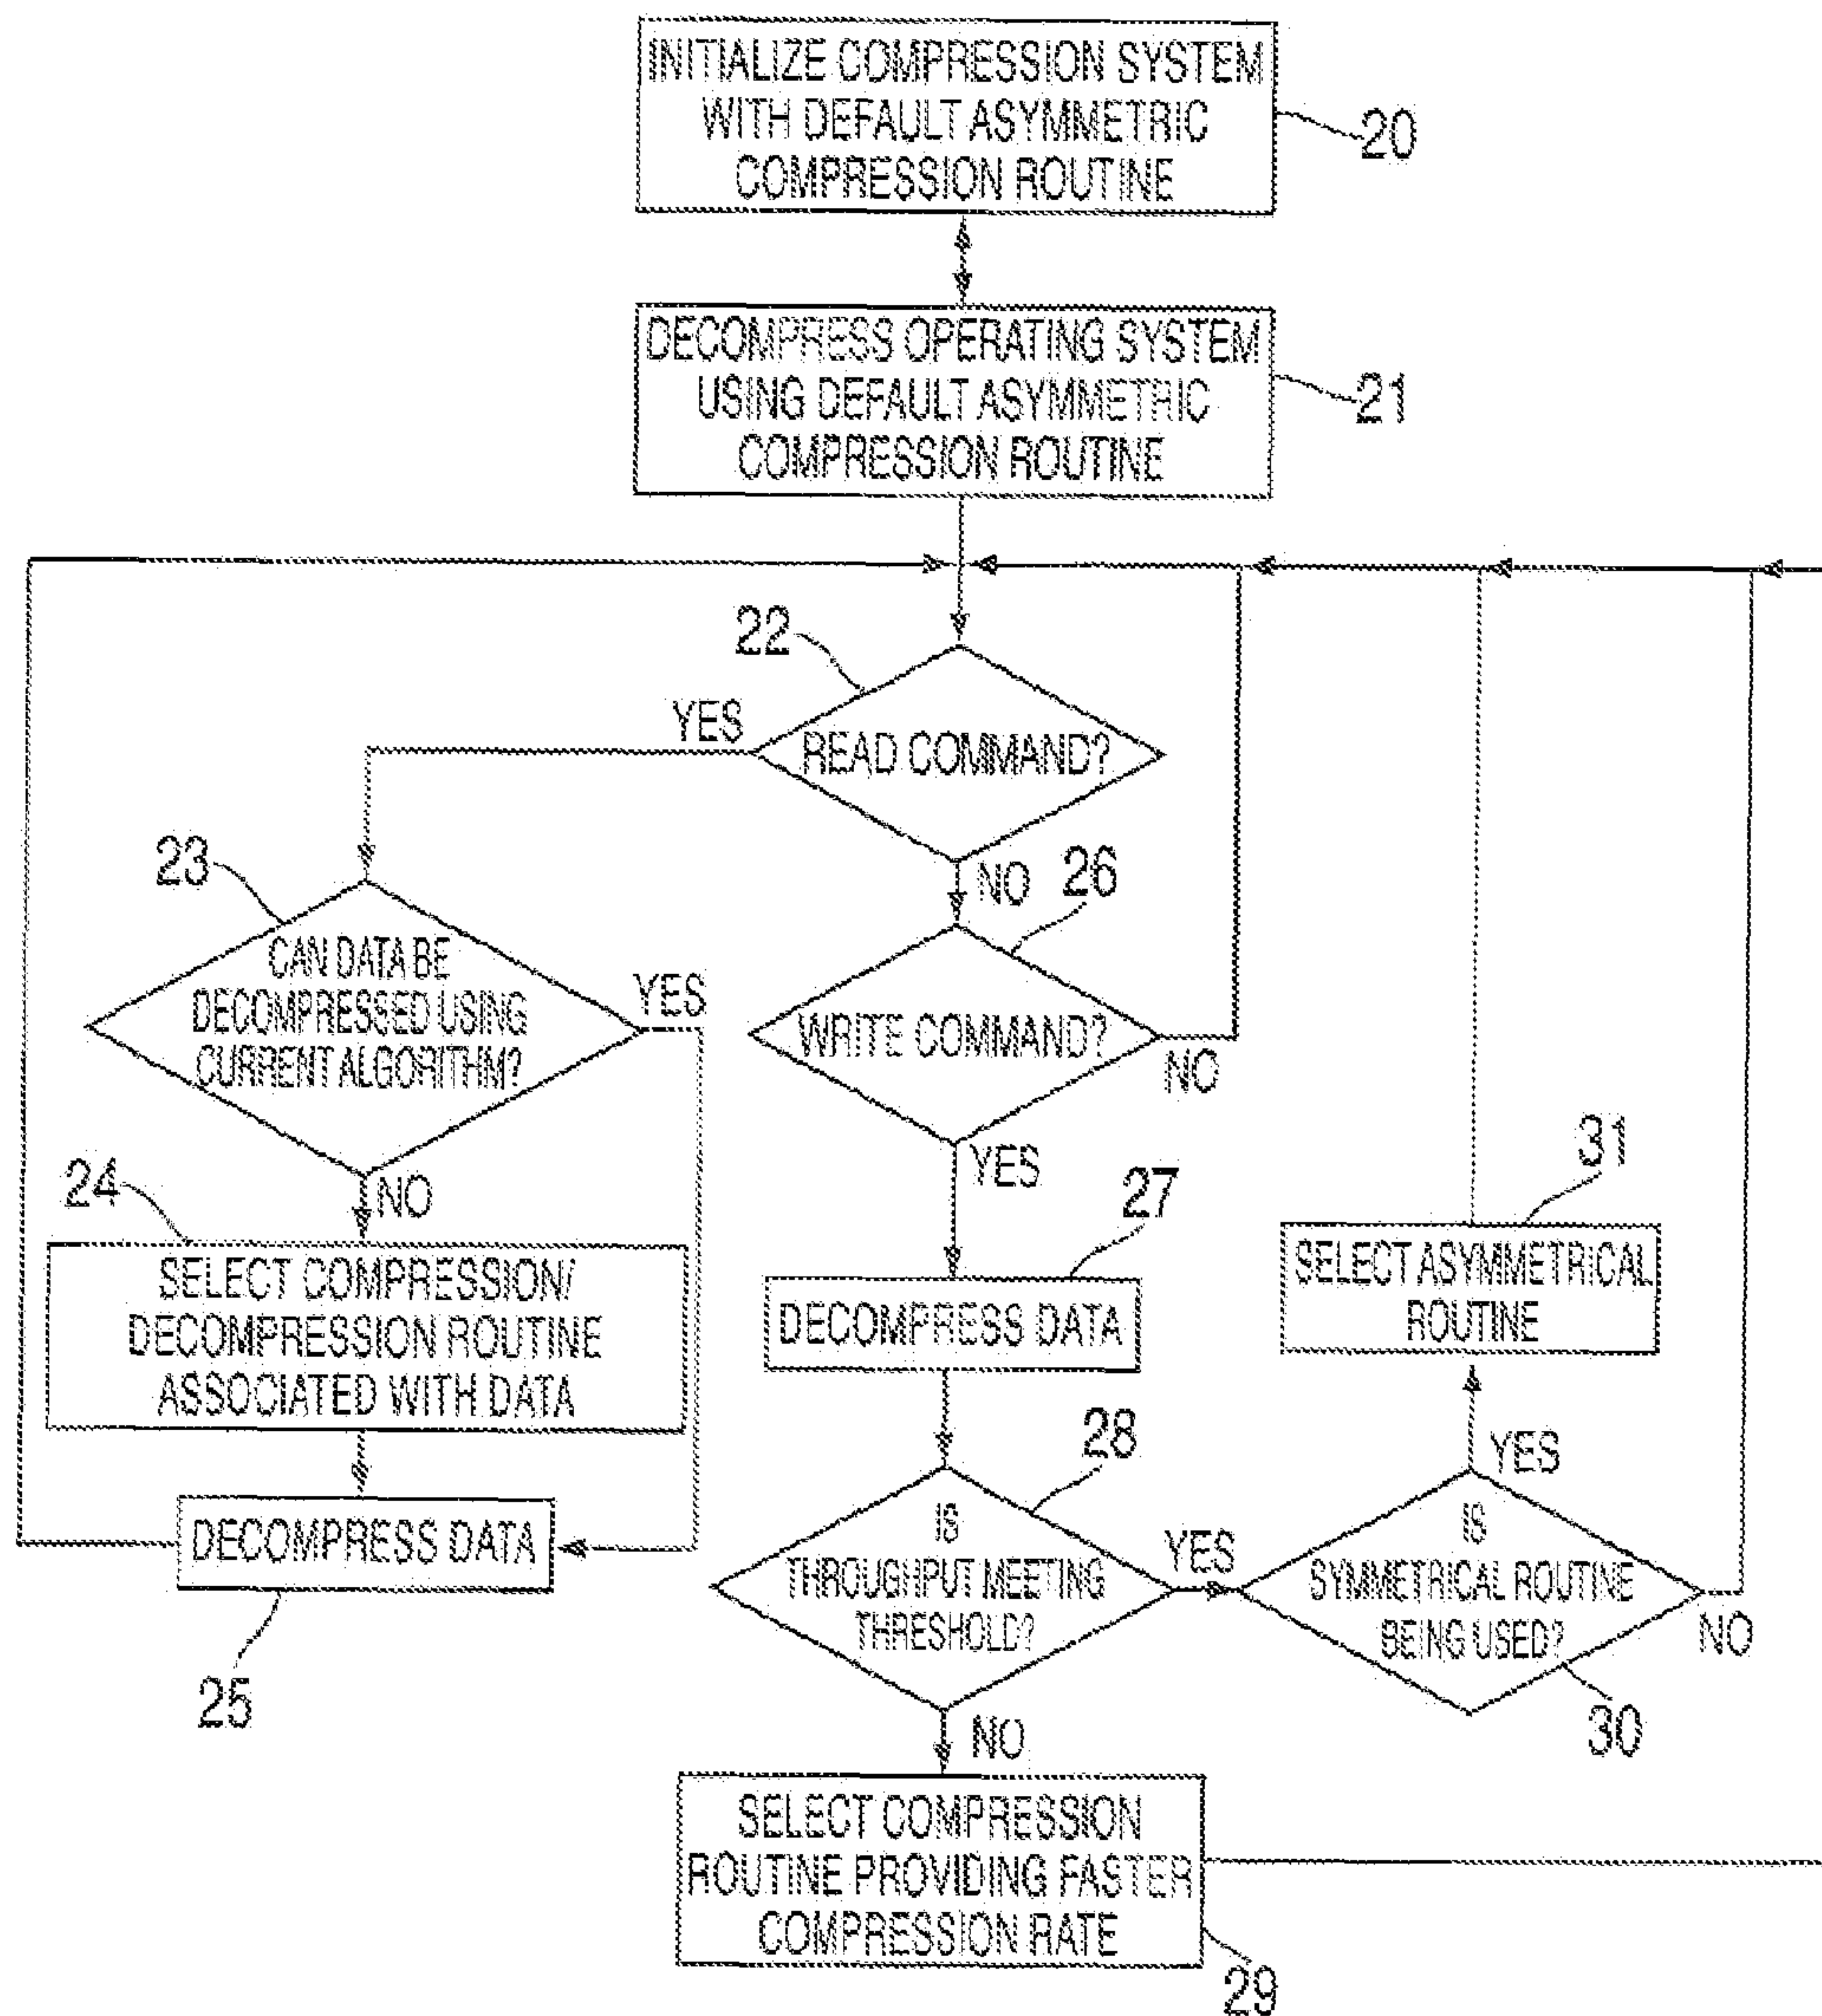 INITIALIZE COMPRESSION SYSTEM
WITH DEFAULT ASYMMETRIC
COMPRESSION ROUTINE
20
DECOMPRESS OPERATING SYSTEM
USING DEFAULT ASYMMETRIC
COMPRESSION ROUTINE
21
22
YES
READ COMMAND?
NO
23
CAN DATA BE
DECOMPRESSED USING
CURRENT ALGORITHM?
YES
NO
26
WRITE COMMAND?
NO
YES
24
SELECT COMPRESSION/
DECOMPRESSION ROUTINE
ASSOCIATED WITH DATA
DECOMPRESS DATA
25
27
DECOMPRESS DATA
28
IS
THROUGHPUT MEETING
THRESHOLD?
YES
NO
31
SELECT ASYMMETRICAL
ROUTINE
YES
IS
SYMMETRICAL ROUTINE
BEING USED?
NO
30
SELECT COMPRESSION
ROUTINE PROVIDING FASTER
COMPRESSION RATE
29